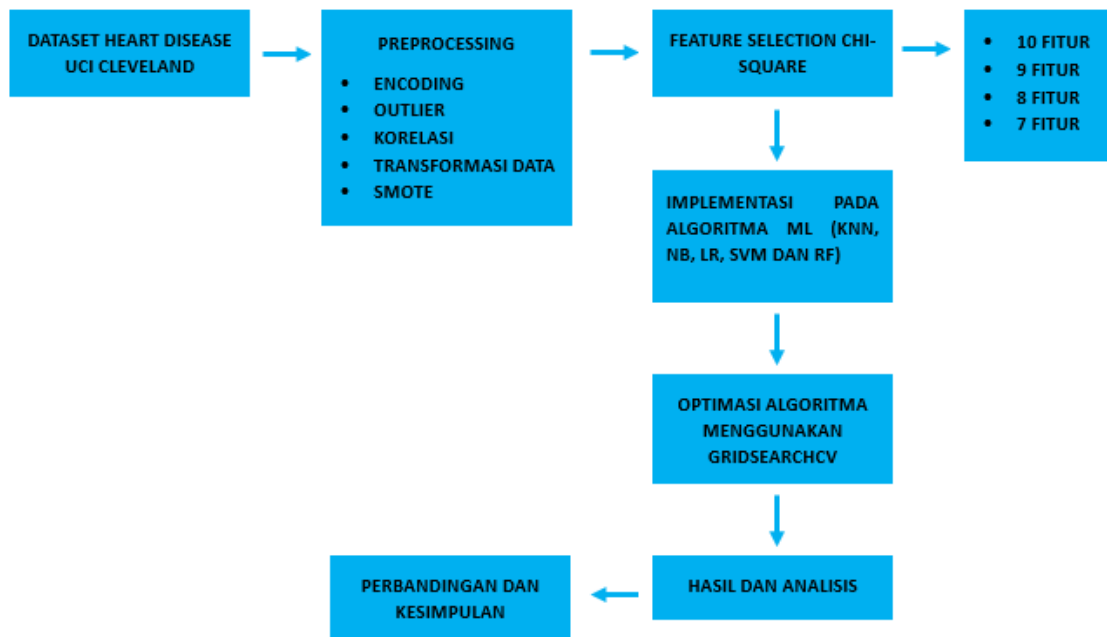 DATASET HEART DISEASE
UCI CLEVELAND
PREPROCESSING
• ENCODING
• OUTLIER
• KORELASI
• TRANSFORMASI DATA
• SMOTE
FEATURE SELECTION CHI-
SQUARE
• 10 FITUR
• 9 FITUR
• 8 FITUR
• 7 FITUR
IMPLEMENTASI PADA
ALGORITMA ML (KNN,
NB, LR, SVM DAN RF)
OPTIMASI ALGORITMA
MENGGUNAKAN
GRIDSEARCHCV
HASIL DAN ANALISIS
PERBANDINGAN DAN
KESIMPULAN